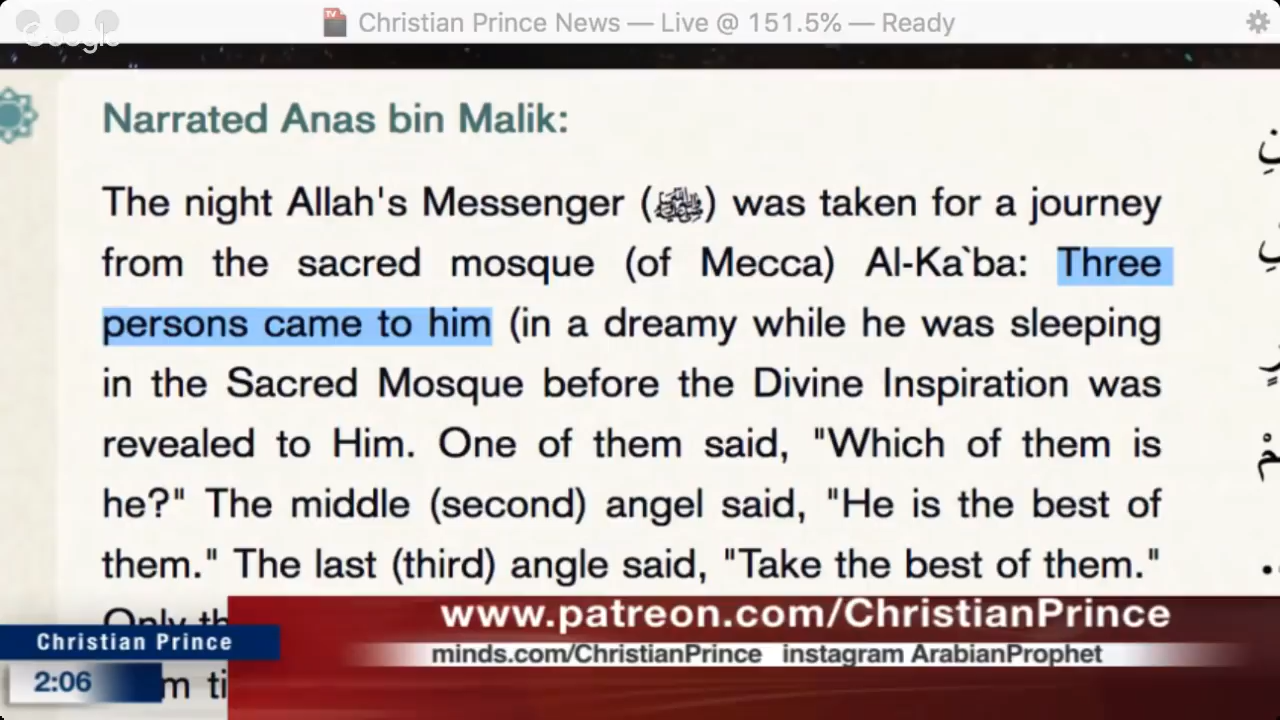 Christian Prince News — Live @ 151.5% — Ready
Google
Narrated Anas bin Malik:
The night Allah's Messenger (ﷺ) was taken for a journey
from the sacred mosque (of Mecca) Al-Ka`ba: Three
persons came to him (in a dreamy while he was sleeping
in the Sacred Mosque before the Divine Inspiration was
revealed to Him. One of them said, "Which of them is
he?" The middle (second) angel said, "He is the best of
them." The last (third) angle said, "Take the best of them."
Only th
m ti
www.patreon.com/ChristianPrince
Christian Prince
minds.com/ChristianPrince instagram ArabianProphet
2:06